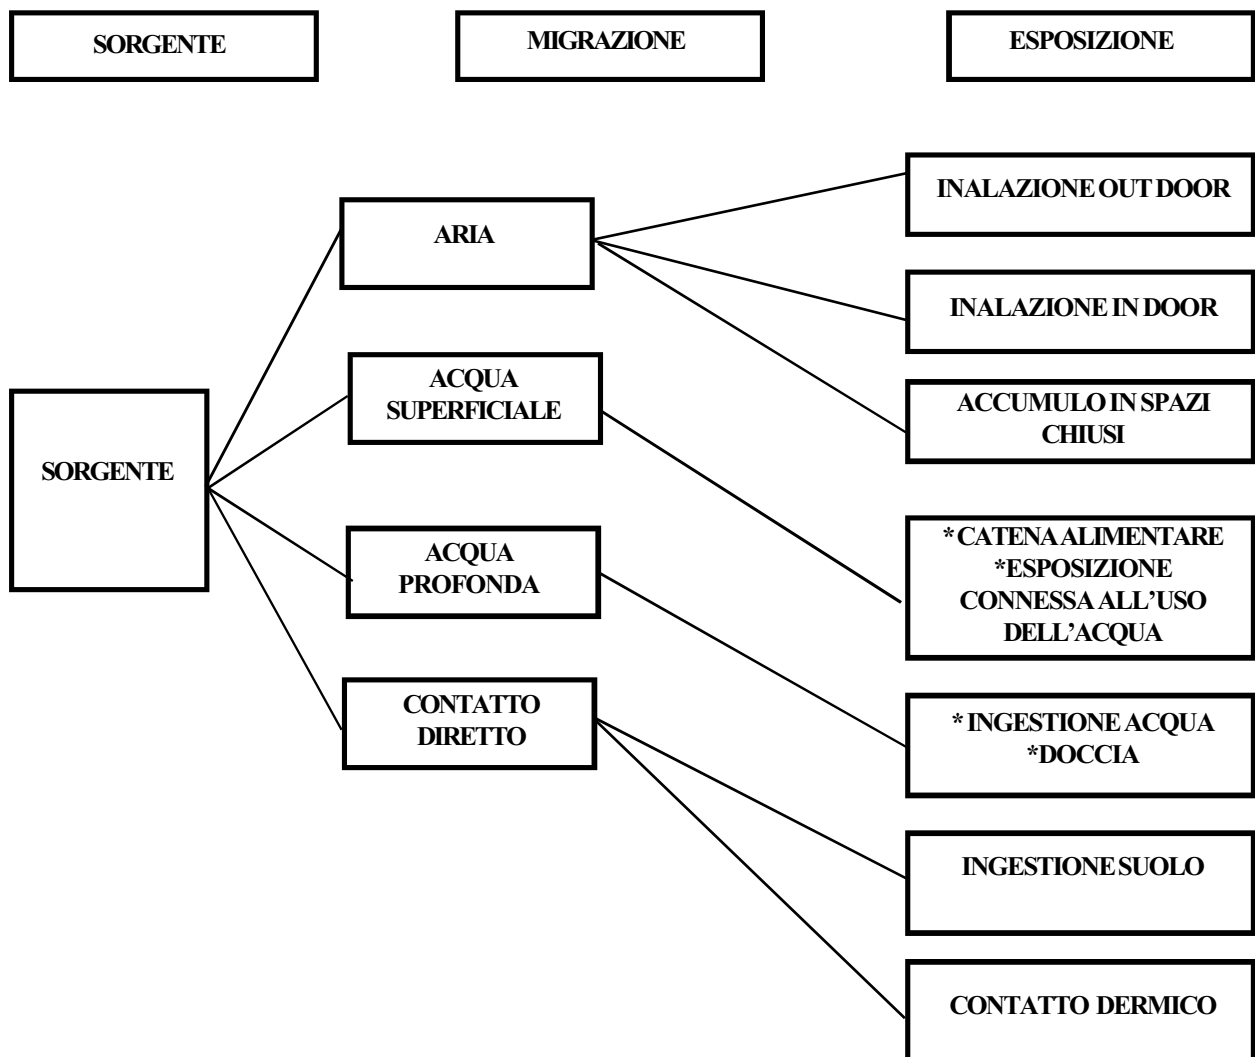 SORGENTE
MIGRAZIONE
ESPOSIZIONE
SORGENTE
ARIA
ACQUA
SUPERFICIALE
ACQUA
PROFONDA
CONTATTO
DIRETTO
INALAZIONE OUT DOOR
INALAZIONE IN DOOR
ACCUMULO IN SPAZI
CHIUSI
*CATENA ALIMENTARE
*ESPOSIZIONE
CONNESSA ALL’USO
DELL’ACQUA
* INGESTIONE ACQUA
*DOCCIA
INGESTIONE SUOLO
CONTATTO DERMICO